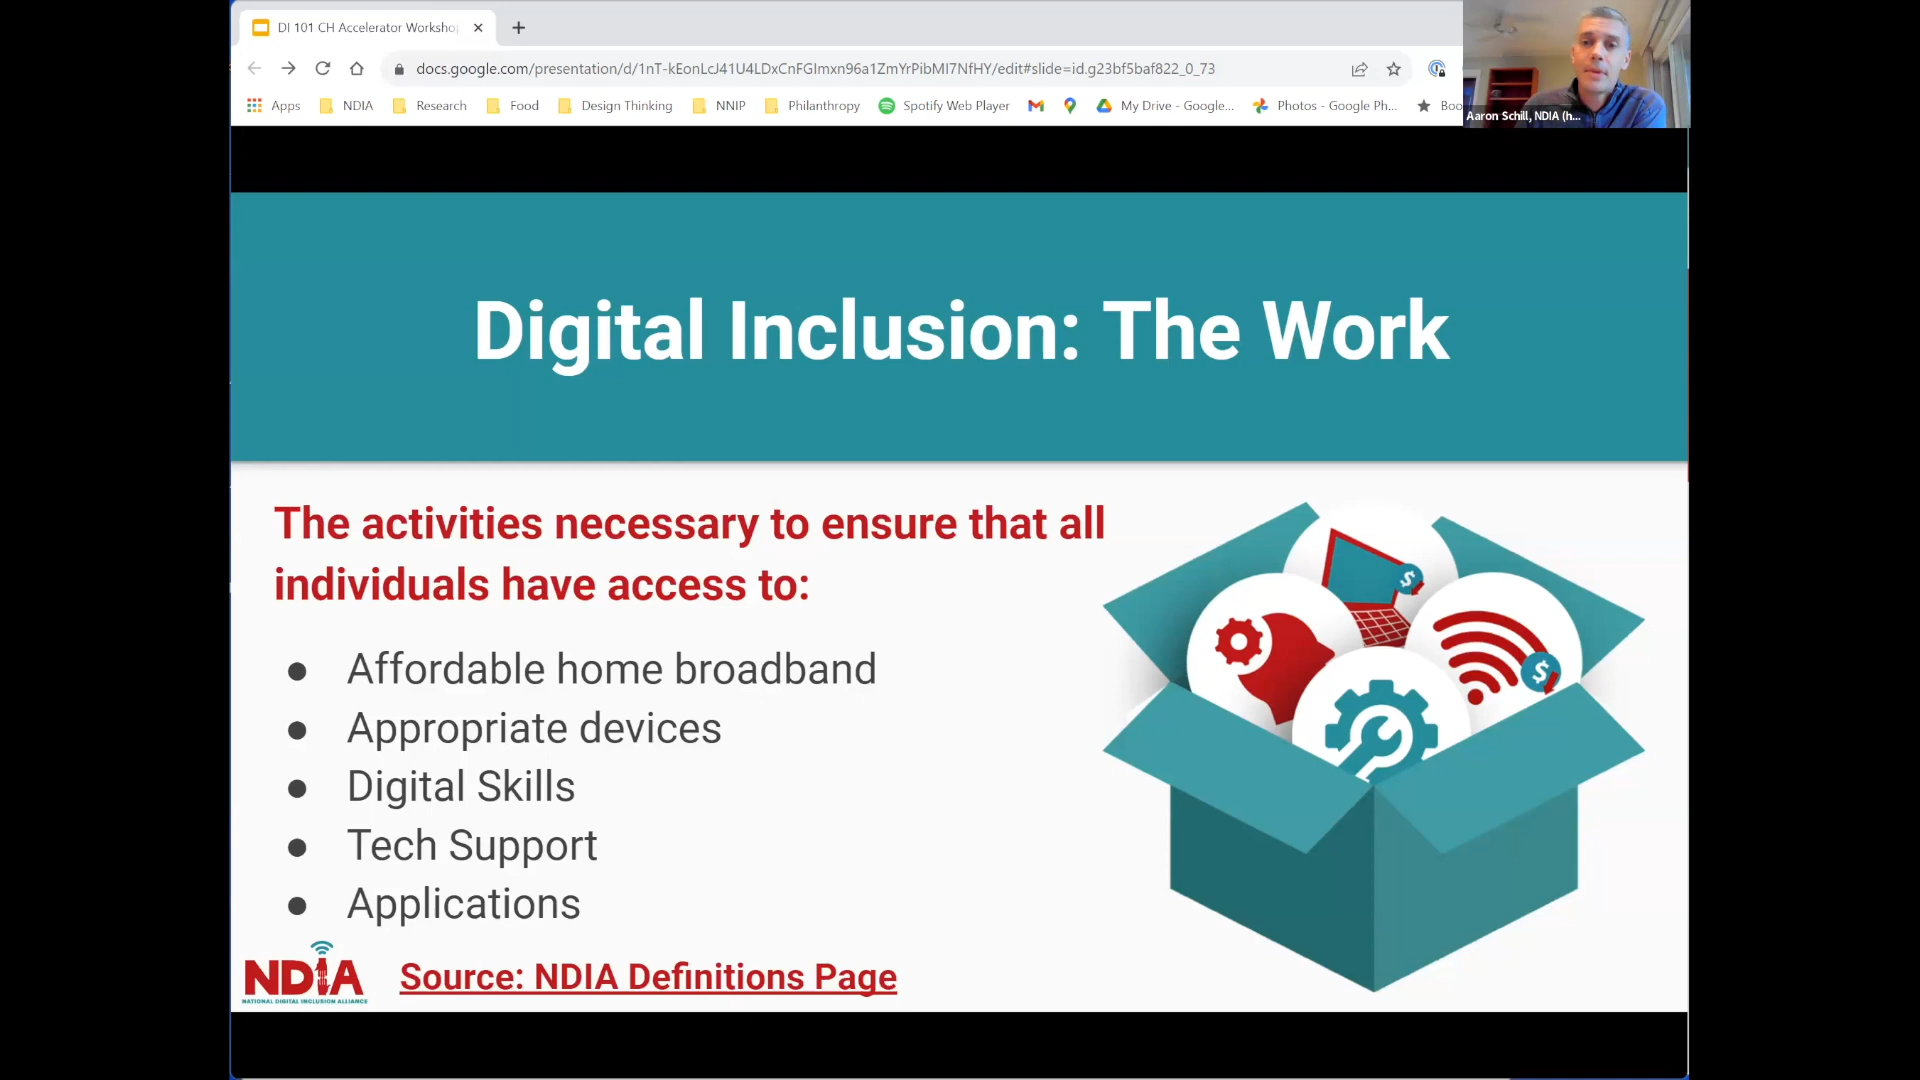 DI 101 CH Accelerator Worksho
docs.google.com/presentation/d/1nT-kEonLcJ41U4LDxCnFGImxn96a1ZmYrPibMI7NfHY/edit#slide=id.g23bf5baf822_0_73
Apps NDIA Research Food Design Thinking NNIP Philanthropy Spotify Web Player My Drive - Google... Photos - Google Ph... Boo
Aaron Schill, NDIA (h...
Digital Inclusion: The Work
The activities necessary to ensure that all
individuals have access to:
● Affordable home broadband
● Appropriate devices
● Digital Skills
● Tech Support
● Applications
$
$
NDIA
NATIONAL DIGITAL INCLUSION ALLIANCE
Source: NDIA Definitions Page